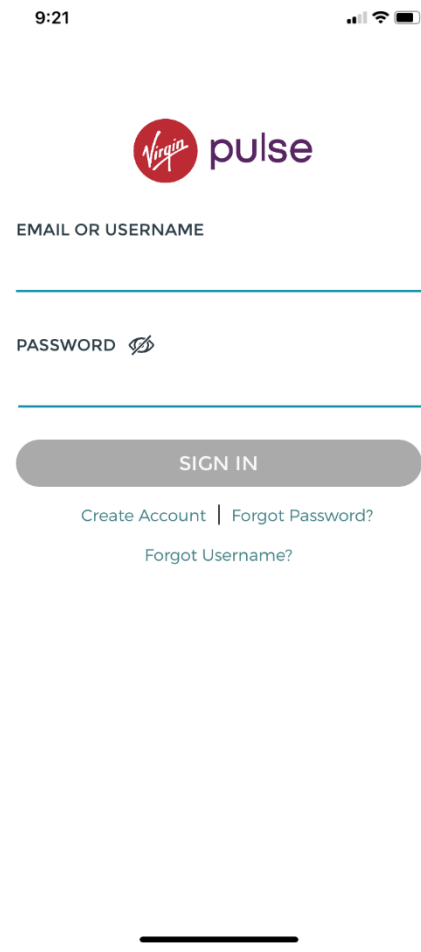 9:21
Virgin pulse
EMAIL OR USERNAME
PASSWORD
SIGN IN
Create Account | Forgot Password?
Forgot Username?